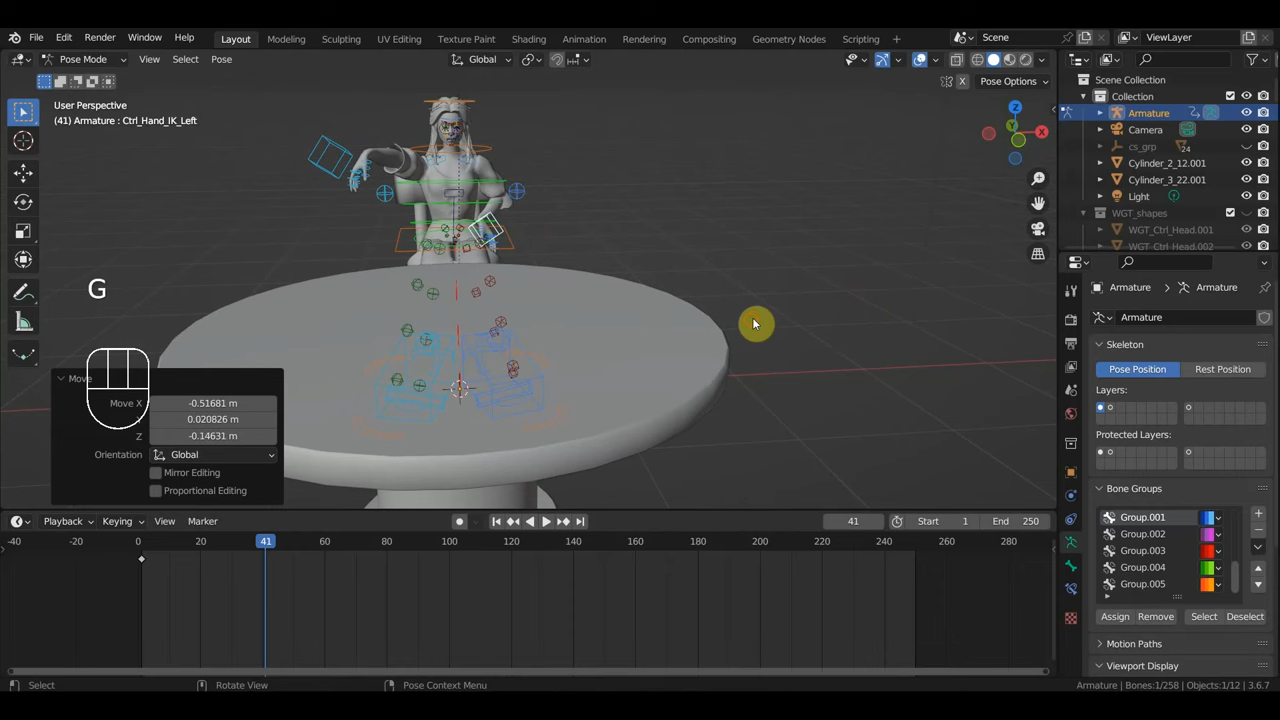 File Edit Render Window Help Layout Modeling Sculpting UV Editing Texture Paint Shading Animation Rendering Compositing Geometry Nodes Scripting + Scene ViewLayer
Pose Mode View Select Pose Global X Pose Options
User Perspective
(41) Armature : Ctrl_Hand_IK_Left
Scene Collection
Collection
Armature
Camera
cs_grp 24
Cylinder_2_12.001
Cylinder_3_22.001
Light
WGT_shapes
WGT_Ctrl_Head.001
WGT_Ctrl_Head.002
Z
Y
X
G
Move
Move X -0.51681 m
0.020826 m
Z -0.14631 m
Orientation Global
Mirror Editing
Proportional Editing
Armature Armature
Armature
Skeleton
Pose Position Rest Position
Layers:
Protected Layers:
Bone Groups
Group.001
Group.002
Group.003
Group.004
Group.005
Assign Remove Select Deselect
Motion Paths
Viewport Display
Playback Keying View Marker 41 Start 1 End 250
-40 -20 0 20 41 60 80 100 120 140 160 180 200 220 240 260 280
Select Rotate View Pose Context Menu Armature | Bones:1/258 | Objects:1/12 | 3.6.7